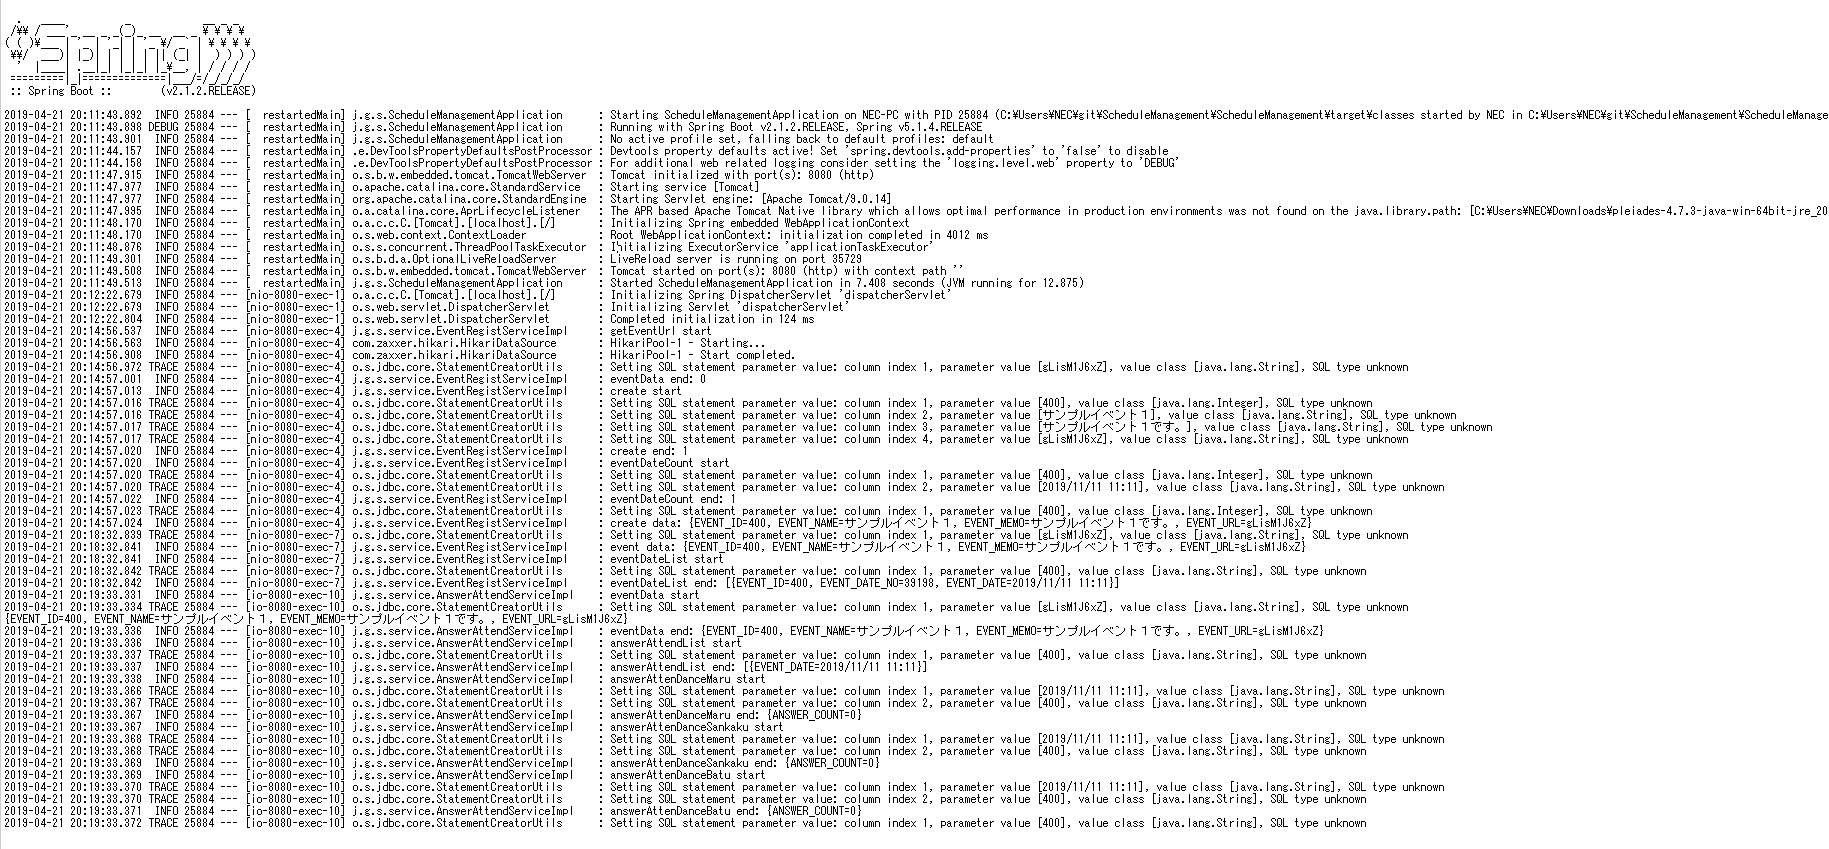 :: Spring Boot ::        (v2.1.2.RELEASE)
2019-04-21 20:11:43.892  INFO 25884 --- [  restartedMain] j.g.s.ScheduleManagementApplication      : Starting ScheduleManagementApplication on NEC-PC with PID 25884 (C:¥Users¥NEC¥git¥ScheduleManagement¥ScheduleManagement¥target¥classes started by NEC in C:¥Users¥NEC¥git¥ScheduleManagement¥ScheduleManage
2019-04-21 20:11:43.898 DEBUG 25884 --- [  restartedMain] j.g.s.ScheduleManagementApplication      : Running with Spring Boot v2.1.2.RELEASE, Spring v5.1.4.RELEASE
2019-04-21 20:11:43.901  INFO 25884 --- [  restartedMain] j.g.s.ScheduleManagementApplication      : No active profile set, falling back to default profiles: default
2019-04-21 20:11:44.157  INFO 25884 --- [  restartedMain] .e.DevToolsPropertyDefaultsPostProcessor : Devtools property defaults active! Set 'spring.devtools.add-properties' to 'false' to disable
2019-04-21 20:11:44.158  INFO 25884 --- [  restartedMain] .e.DevToolsPropertyDefaultsPostProcessor : For additional web related logging consider setting the 'logging.level.web' property to 'DEBUG'
2019-04-21 20:11:47.915  INFO 25884 --- [  restartedMain] o.s.b.w.embedded.tomcat.TomcatWebServer  : Tomcat initialized with port(s): 8080 (http)
2019-04-21 20:11:47.977  INFO 25884 --- [  restartedMain] o.apache.catalina.core.StandardService   : Starting service [Tomcat]
2019-04-21 20:11:47.977  INFO 25884 --- [  restartedMain] org.apache.catalina.core.StandardEngine  : Starting Servlet engine: [Apache Tomcat/9.0.14]
2019-04-21 20:11:47.995  INFO 25884 --- [  restartedMain] o.a.catalina.core.AprLifecycleListener   : The APR based Apache Tomcat Native library which allows optimal performance in production environments was not found on the java.library.path: [C:¥Users¥NEC¥Downloads¥pleiades-4.7.3-java-win-64bit-jre_20
2019-04-21 20:11:48.170  INFO 25884 --- [  restartedMain] o.a.c.c.C.[Tomcat].[localhost].[/]       : Initializing Spring embedded WebApplicationContext
2019-04-21 20:11:48.170  INFO 25884 --- [  restartedMain] o.s.web.context.ContextLoader            : Root WebApplicationContext: initialization completed in 4012 ms
2019-04-21 20:11:48.876  INFO 25884 --- [  restartedMain] o.s.s.concurrent.ThreadPoolTaskExecutor  : Initializing ExecutorService 'applicationTaskExecutor'
2019-04-21 20:11:49.301  INFO 25884 --- [  restartedMain] o.s.b.d.a.OptionalLiveReloadServer       : LiveReload server is running on port 35729
2019-04-21 20:11:49.508  INFO 25884 --- [  restartedMain] o.s.b.w.embedded.tomcat.TomcatWebServer  : Tomcat started on port(s): 8080 (http) with context path ''
2019-04-21 20:11:49.513  INFO 25884 --- [  restartedMain] j.g.s.ScheduleManagementApplication      : Started ScheduleManagementApplication in 7.408 seconds (JVM running for 12.875)
2019-04-21 20:12:22.679  INFO 25884 --- [nio-8080-exec-1] o.a.c.c.C.[Tomcat].[localhost].[/]       : Initializing Spring DispatcherServlet 'dispatcherServlet'
2019-04-21 20:12:22.679  INFO 25884 --- [nio-8080-exec-1] o.s.web.servlet.DispatcherServlet        : Initializing Servlet 'dispatcherServlet'
2019-04-21 20:12:22.804  INFO 25884 --- [nio-8080-exec-1] o.s.web.servlet.DispatcherServlet        : Completed initialization in 124 ms
2019-04-21 20:14:56.537  INFO 25884 --- [nio-8080-exec-4] j.g.s.service.EventRegistServiceImpl     : getEventUrl start
2019-04-21 20:14:56.563  INFO 25884 --- [nio-8080-exec-4] com.zaxxer.hikari.HikariDataSource       : HikariPool-1 - Starting...
2019-04-21 20:14:56.908  INFO 25884 --- [nio-8080-exec-4] com.zaxxer.hikari.HikariDataSource       : HikariPool-1 - Start completed.
2019-04-21 20:14:56.972 TRACE 25884 --- [nio-8080-exec-4] o.s.jdbc.core.StatementCreatorUtils      : Setting SQL statement parameter value: column index 1, parameter value [gLisM1J6xZ], value class [java.lang.String], SQL type unknown
2019-04-21 20:14:57.001  INFO 25884 --- [nio-8080-exec-4] j.g.s.service.EventRegistServiceImpl     : eventData end: 0
2019-04-21 20:14:57.013  INFO 25884 --- [nio-8080-exec-4] j.g.s.service.EventRegistServiceImpl     : create start
2019-04-21 20:14:57.016 TRACE 25884 --- [nio-8080-exec-4] o.s.jdbc.core.StatementCreatorUtils      : Setting SQL statement parameter value: column index 1, parameter value [400], value class [java.lang.Integer], SQL type unknown
2019-04-21 20:14:57.016 TRACE 25884 --- [nio-8080-exec-4] o.s.jdbc.core.StatementCreatorUtils      : Setting SQL statement parameter value: column index 2, parameter value [サンプルイベント１], value class [java.lang.String], SQL type unknown
2019-04-21 20:14:57.017 TRACE 25884 --- [nio-8080-exec-4] o.s.jdbc.core.StatementCreatorUtils      : Setting SQL statement parameter value: column index 3, parameter value [サンプルイベント１です。], value class [java.lang.String], SQL type unknown
2019-04-21 20:14:57.017 TRACE 25884 --- [nio-8080-exec-4] o.s.jdbc.core.StatementCreatorUtils      : Setting SQL statement parameter value: column index 4, parameter value [gLisM1J6xZ], value class [java.lang.String], SQL type unknown
2019-04-21 20:14:57.020  INFO 25884 --- [nio-8080-exec-4] j.g.s.service.EventRegistServiceImpl     : create end: 1
2019-04-21 20:14:57.020  INFO 25884 --- [nio-8080-exec-4] j.g.s.service.EventRegistServiceImpl     : eventDateCount start
2019-04-21 20:14:57.020 TRACE 25884 --- [nio-8080-exec-4] o.s.jdbc.core.StatementCreatorUtils      : Setting SQL statement parameter value: column index 1, parameter value [400], value class [java.lang.Integer], SQL type unknown
2019-04-21 20:14:57.020 TRACE 25884 --- [nio-8080-exec-4] o.s.jdbc.core.StatementCreatorUtils      : Setting SQL statement parameter value: column index 2, parameter value [2019/11/11 11:11], value class [java.lang.String], SQL type unknown
2019-04-21 20:14:57.022  INFO 25884 --- [nio-8080-exec-4] j.g.s.service.EventRegistServiceImpl     : eventDateCount end: 1
2019-04-21 20:14:57.023 TRACE 25884 --- [nio-8080-exec-4] o.s.jdbc.core.StatementCreatorUtils      : Setting SQL statement parameter value: column index 1, parameter value [400], value class [java.lang.Integer], SQL type unknown
2019-04-21 20:14:57.024  INFO 25884 --- [nio-8080-exec-4] j.g.s.service.EventRegistServiceImpl     : create data: {EVENT_ID=400, EVENT_NAME=サンプルイベント１, EVENT_MEMO=サンプルイベント１です。, EVENT_URL=gLisM1J6xZ}
2019-04-21 20:18:32.839 TRACE 25884 --- [nio-8080-exec-7] o.s.jdbc.core.StatementCreatorUtils      : Setting SQL statement parameter value: column index 1, parameter value [gLisM1J6xZ], value class [java.lang.String], SQL type unknown
2019-04-21 20:18:32.841  INFO 25884 --- [nio-8080-exec-7] j.g.s.service.EventRegistServiceImpl     : event data: {EVENT_ID=400, EVENT_NAME=サンプルイベント１, EVENT_MEMO=サンプルイベント１です。, EVENT_URL=gLisM1J6xZ}
2019-04-21 20:18:32.841  INFO 25884 --- [nio-8080-exec-7] j.g.s.service.EventRegistServiceImpl     : eventDateList start
2019-04-21 20:18:32.842 TRACE 25884 --- [nio-8080-exec-7] o.s.jdbc.core.StatementCreatorUtils      : Setting SQL statement parameter value: column index 1, parameter value [400], value class [java.lang.String], SQL type unknown
2019-04-21 20:18:32.842  INFO 25884 --- [nio-8080-exec-7] j.g.s.service.EventRegistServiceImpl     : eventDateList end: [{EVENT_ID=400, EVENT_DATE_NO=39198, EVENT_DATE=2019/11/11 11:11}]
2019-04-21 20:19:33.331  INFO 25884 --- [io-8080-exec-10] j.g.s.service.AnswerAttendServiceImpl    : eventData start
2019-04-21 20:19:33.334 TRACE 25884 --- [io-8080-exec-10] o.s.jdbc.core.StatementCreatorUtils      : Setting SQL statement parameter value: column index 1, parameter value [gLisM1J6xZ], value class [java.lang.String], SQL type unknown
{EVENT_ID=400, EVENT_NAME=サンプルイベント１, EVENT_MEMO=サンプルイベント１です。, EVENT_URL=gLisM1J6xZ}
2019-04-21 20:19:33.336  INFO 25884 --- [io-8080-exec-10] j.g.s.service.AnswerAttendServiceImpl    : eventData end: {EVENT_ID=400, EVENT_NAME=サンプルイベント１, EVENT_MEMO=サンプルイベント１です。, EVENT_URL=gLisM1J6xZ}
2019-04-21 20:19:33.336  INFO 25884 --- [io-8080-exec-10] j.g.s.service.AnswerAttendServiceImpl    : answerAttendList start
2019-04-21 20:19:33.337 TRACE 25884 --- [io-8080-exec-10] o.s.jdbc.core.StatementCreatorUtils      : Setting SQL statement parameter value: column index 1, parameter value [400], value class [java.lang.String], SQL type unknown
2019-04-21 20:19:33.337  INFO 25884 --- [io-8080-exec-10] j.g.s.service.AnswerAttendServiceImpl    : answerAttendList end: [{EVENT_DATE=2019/11/11 11:11}]
2019-04-21 20:19:33.338  INFO 25884 --- [io-8080-exec-10] j.g.s.service.AnswerAttendServiceImpl    : answerAttenDanceMaru start
2019-04-21 20:19:33.366 TRACE 25884 --- [io-8080-exec-10] o.s.jdbc.core.StatementCreatorUtils      : Setting SQL statement parameter value: column index 1, parameter value [2019/11/11 11:11], value class [java.lang.String], SQL type unknown
2019-04-21 20:19:33.367 TRACE 25884 --- [io-8080-exec-10] o.s.jdbc.core.StatementCreatorUtils      : Setting SQL statement parameter value: column index 2, parameter value [400], value class [java.lang.String], SQL type unknown
2019-04-21 20:19:33.367  INFO 25884 --- [io-8080-exec-10] j.g.s.service.AnswerAttendServiceImpl    : answerAttenDanceMaru end: {ANSWER_COUNT=0}
2019-04-21 20:19:33.367  INFO 25884 --- [io-8080-exec-10] j.g.s.service.AnswerAttendServiceImpl    : answerAttenDanceSankaku start
2019-04-21 20:19:33.368 TRACE 25884 --- [io-8080-exec-10] o.s.jdbc.core.StatementCreatorUtils      : Setting SQL statement parameter value: column index 1, parameter value [2019/11/11 11:11], value class [java.lang.String], SQL type unknown
2019-04-21 20:19:33.368 TRACE 25884 --- [io-8080-exec-10] o.s.jdbc.core.StatementCreatorUtils      : Setting SQL statement parameter value: column index 2, parameter value [400], value class [java.lang.String], SQL type unknown
2019-04-21 20:19:33.369  INFO 25884 --- [io-8080-exec-10] j.g.s.service.AnswerAttendServiceImpl    : answerAttenDanceSankaku end: {ANSWER_COUNT=0}
2019-04-21 20:19:33.369  INFO 25884 --- [io-8080-exec-10] j.g.s.service.AnswerAttendServiceImpl    : answerAttenDanceBatu start
2019-04-21 20:19:33.370 TRACE 25884 --- [io-8080-exec-10] o.s.jdbc.core.StatementCreatorUtils      : Setting SQL statement parameter value: column index 1, parameter value [2019/11/11 11:11], value class [java.lang.String], SQL type unknown
2019-04-21 20:19:33.370 TRACE 25884 --- [io-8080-exec-10] o.s.jdbc.core.StatementCreatorUtils      : Setting SQL statement parameter value: column index 2, parameter value [400], value class [java.lang.String], SQL type unknown
2019-04-21 20:19:33.371  INFO 25884 --- [io-8080-exec-10] j.g.s.service.AnswerAttendServiceImpl    : answerAttenDanceBatu end: {ANSWER_COUNT=0}
2019-04-21 20:19:33.372 TRACE 25884 --- [io-8080-exec-10] o.s.jdbc.core.StatementCreatorUtils      : Setting SQL statement parameter value: column index 1, parameter value [400], value class [java.lang.String], SQL type unknown